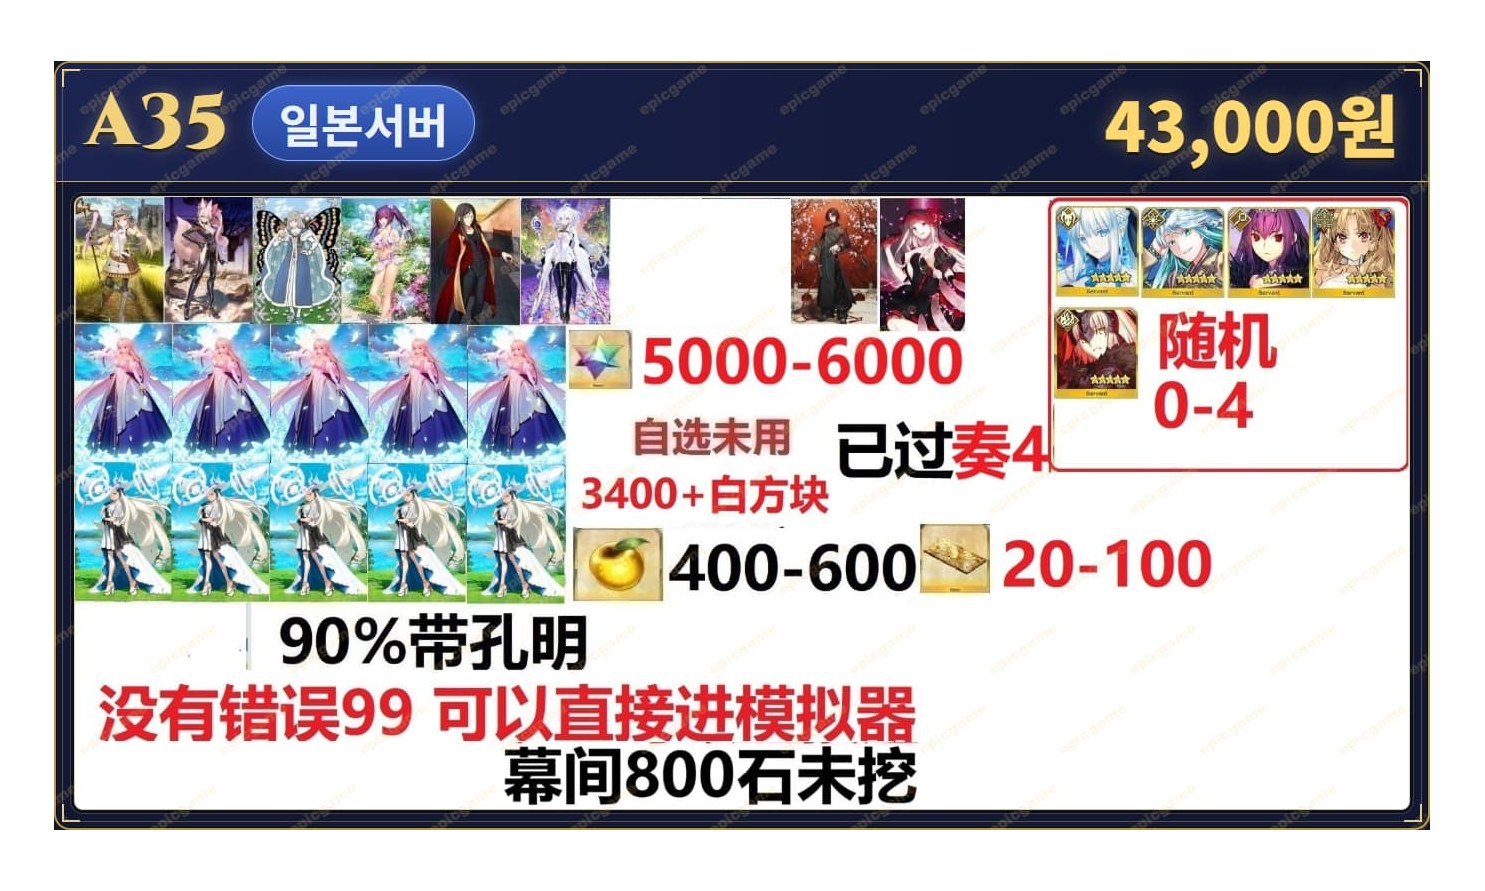 A35 일본서버 43,000원
随机
0-4
5000-6000
自选未用
已过奏4
3400+白方块
400-600
20-100
90%带孔明
没有错误99 可以直接进模拟器
幕间800石未挖
epicgame